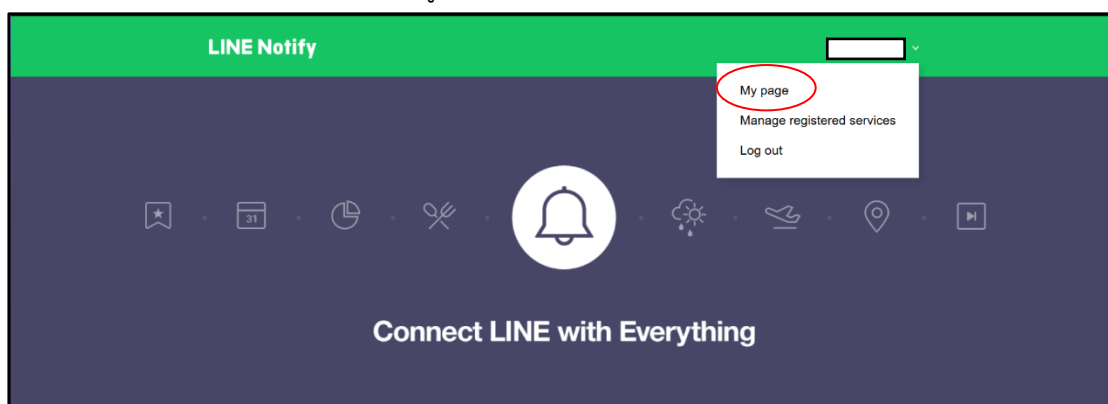 LINE Notify
My page
Manage registered services
Log out
31
Connect LINE with Everything